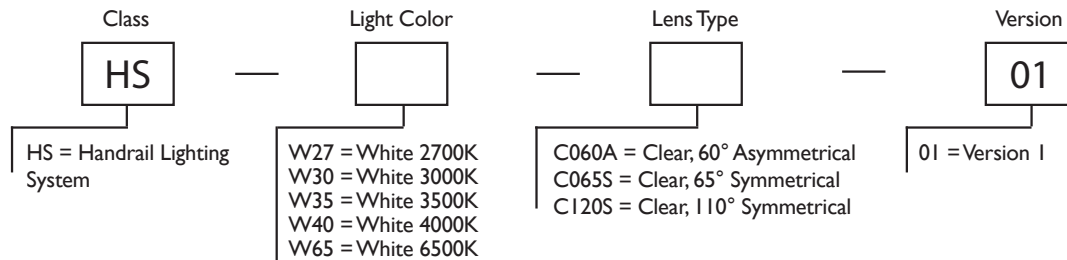 Class
Light Color
Lens Type
Version
HS
01
HS = Handrail Lighting
System
W27 = White 2700K
W30 = White 3000K
W35 = White 3500K
W40 = White 4000K
W65 = White 6500K
C060A = Clear, 60° Asymmetrical
C065S = Clear, 65° Symmetrical
C120S = Clear, 110° Symmetrical
01 = Version 1